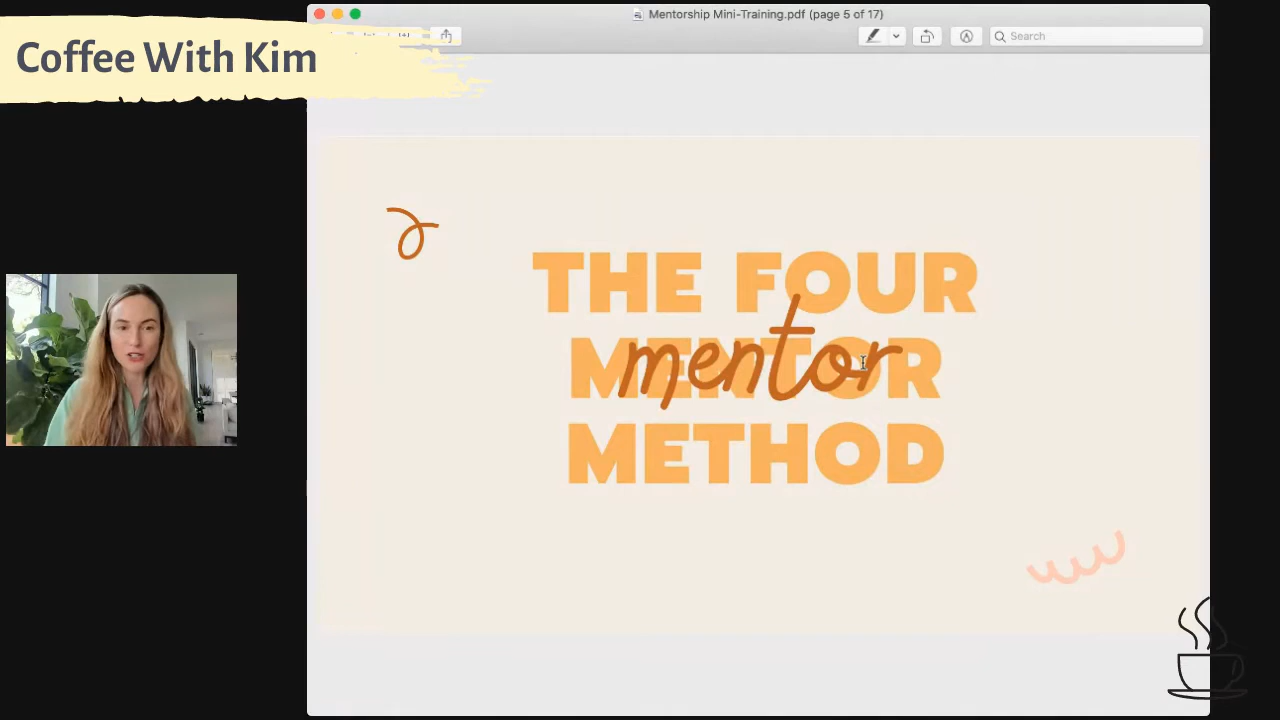 Coffee With Kim
Mentorship Mini-Training.pdf (page 5 of 17)
Search
THE FOUR
MENTOR
mentor
METHOD